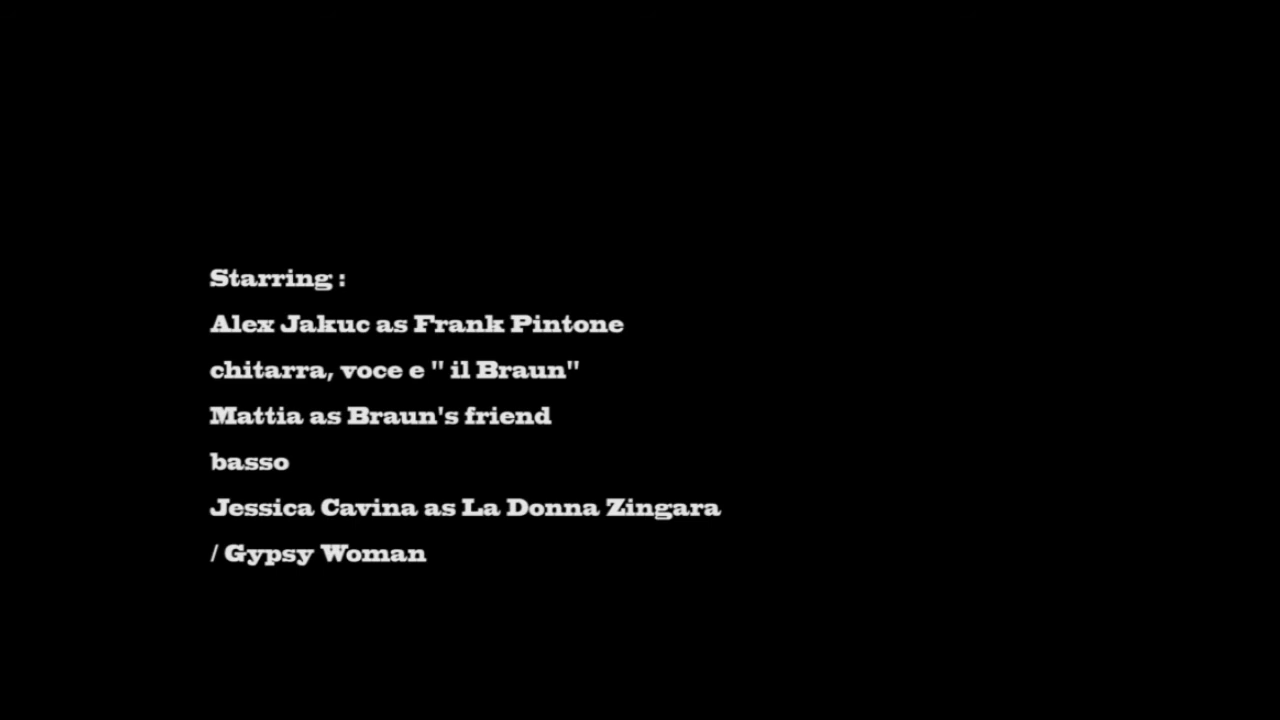 Starring :
Alex Jakuc as Frank Pintone
chitarra, voce e " il Braun"
Mattia as Braun's friend
basso
Jessica Cavina as La Donna Zingara
/ Gypsy Woman